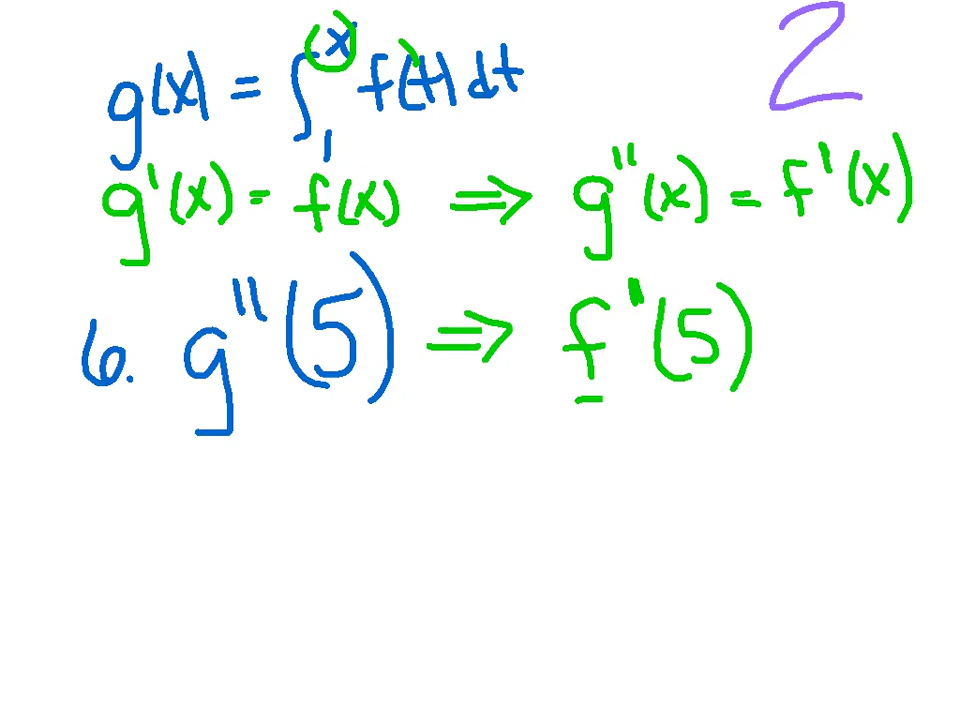 2
g(x) = ∫₁⁽ˣ⁾ f(t) dt
g'(x) = f(x) ⇒ g''(x) = f'(x)
6. g''(5) ⇒ f'(5)